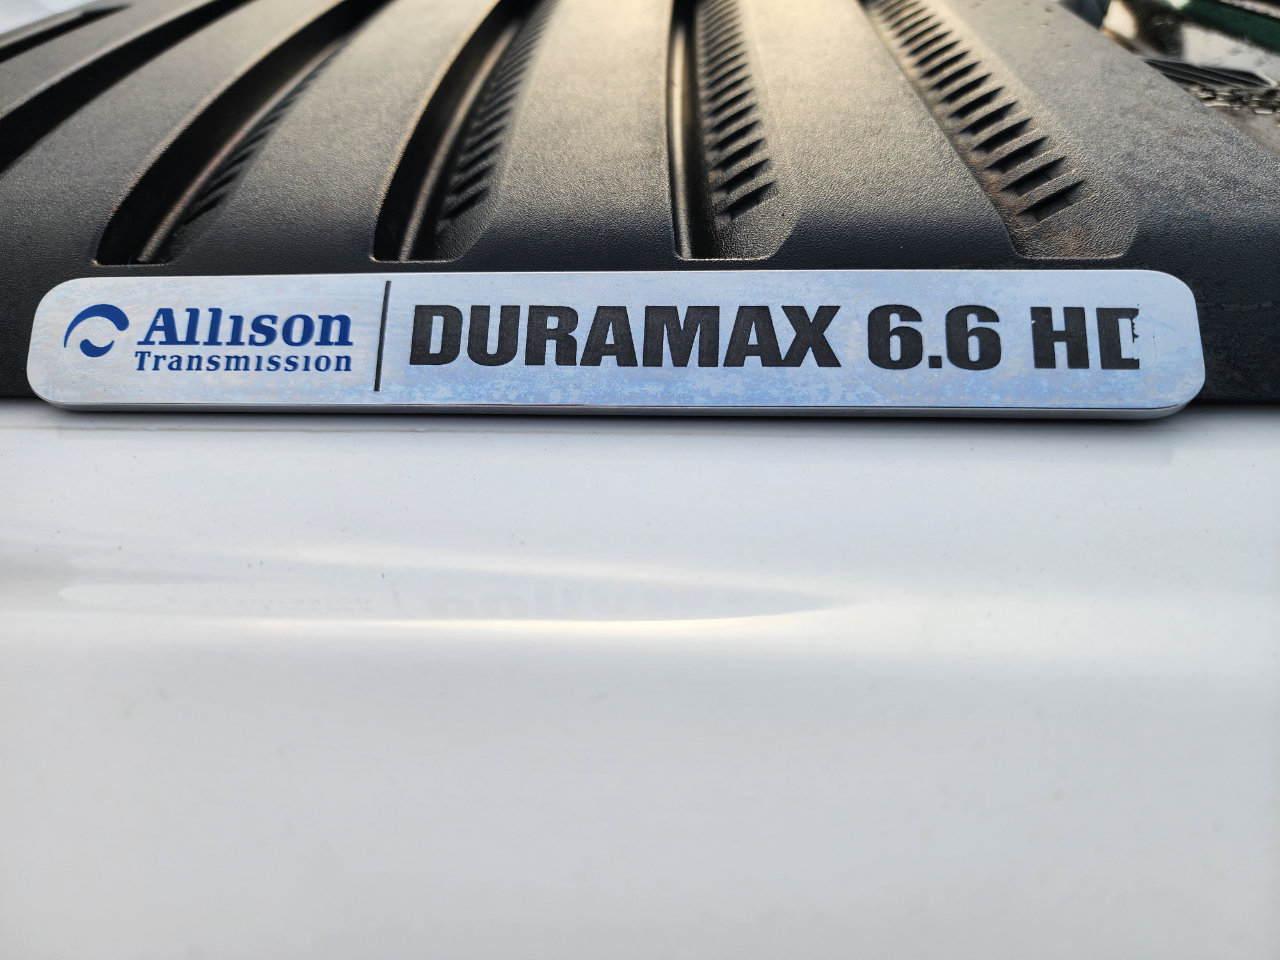 Allison
Transmission
DURAMAX 6.6 HD